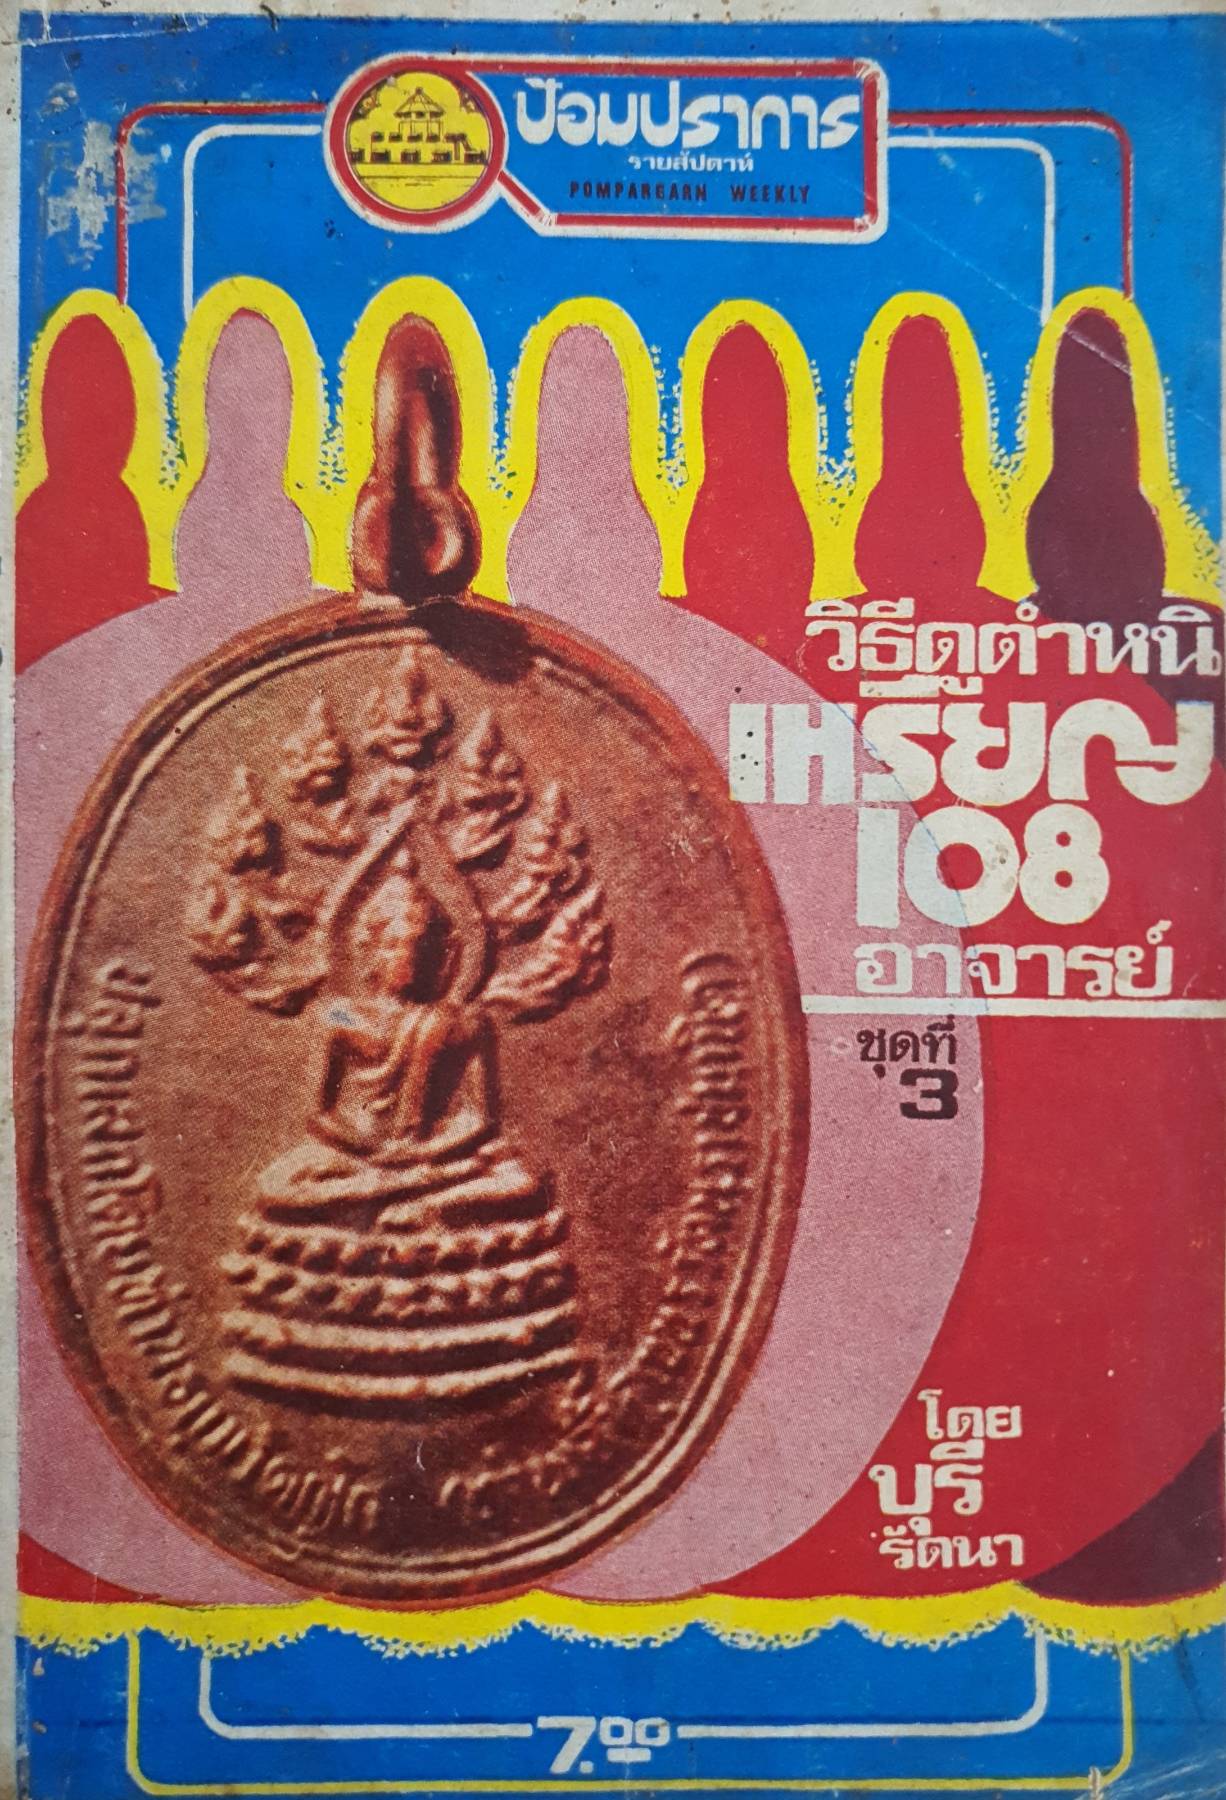 ป้อมปราการ
รายสัปดาห์
POMPARGARN WEEKLY
วิธีดูตำหนิ
เหรียญ
108
อาจารย์
ชุดที่
3
โดย
บุรี
รัตนา
7.00